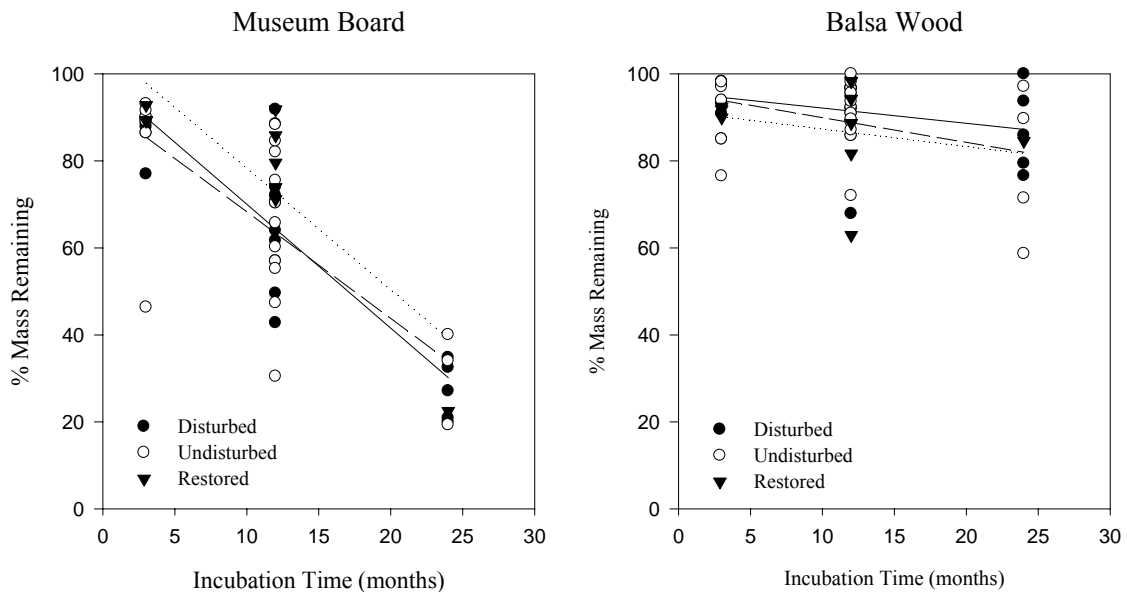 Museum Board
% Mass Remaining
100
80
60
40
20
0
Disturbed
Undisturbed
Restored
0 5 10 15 20 25 30
Incubation Time (months)
Balsa Wood
% Mass Remaining
100
80
60
40
20
0
Disturbed
Undisturbed
Restored
0 5 10 15 20 25 30
Incubation Time (months)